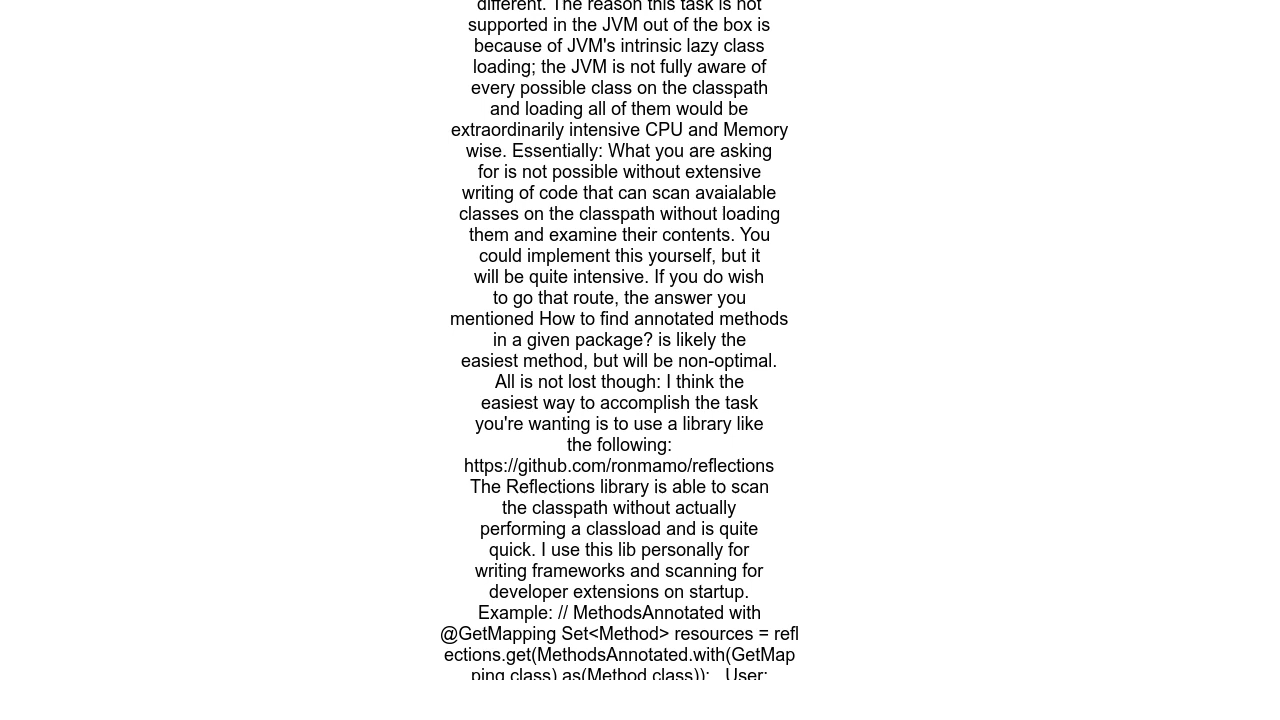 different. The reason this task is not
supported in the JVM out of the box is
because of JVM's intrinsic lazy class
loading; the JVM is not fully aware of
every possible class on the classpath
and loading all of them would be
extraordinarily intensive CPU and Memory
wise. Essentially: What you are asking
for is not possible without extensive
writing of code that can scan avaialable
classes on the classpath without loading
them and examine their contents. You
could implement this yourself, but it
will be quite intensive. If you do wish
to go that route, the answer you
mentioned How to find annotated methods
in a given package? is likely the
easiest method, but will be non-optimal.
All is not lost though: I think the
easiest way to accomplish the task
you're wanting is to use a library like
the following:
https://github.com/ronmamo/reflections
The Reflections library is able to scan
the classpath without actually
performing a classload and is quite
quick. I use this lib personally for
writing frameworks and scanning for
developer extensions on startup.
Example: // MethodsAnnotated with
@GetMapping Set<Method> resources = refl
ections.get(MethodsAnnotated.with(GetMap
ping.class).as(Method.class));   User: